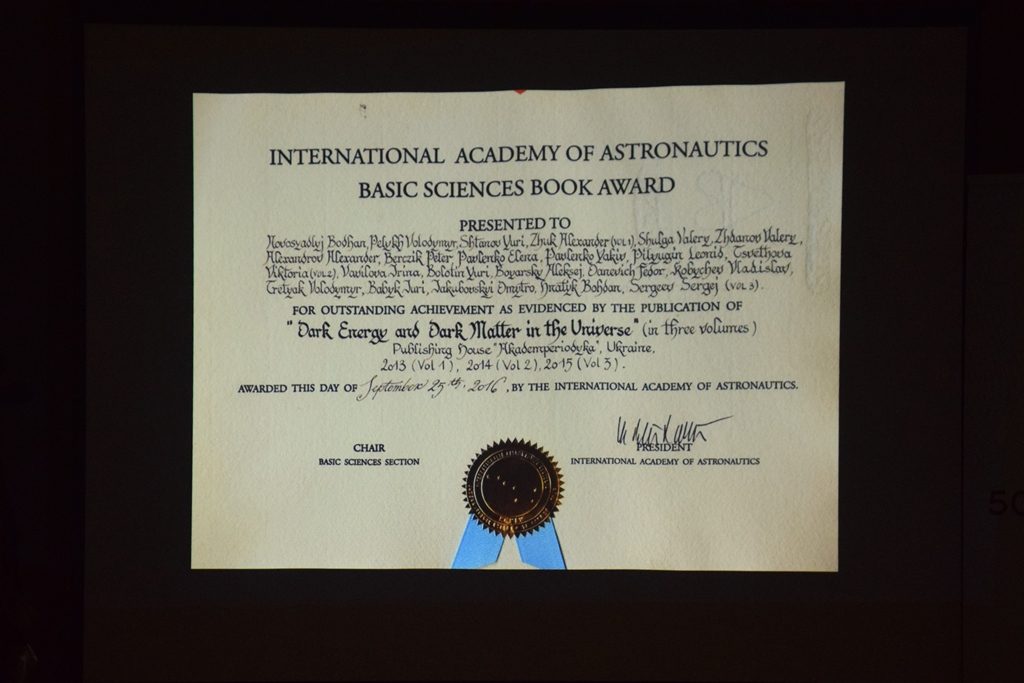 INTERNATIONAL ACADEMY OF ASTRONAUTICS
BASIC SCIENCES BOOK AWARD
PRESENTED TO
Novosyadlyj Bodhan, Pelykh Volodymyr, Shtanov Yuri, Zhuk Alexander (vol 1), Shulga Valery, Zhdanov Valery,
Alexandrov Alexander, Berczik Peter, Pavlenko Elena, Pavlenko Yakiv, Pilyugin Leonid, Tsvetkova
Viktoria (vol 2), Vavilova Irina, Bolotin Yuri, Boyarsky Aleksej, Danevich Fedor, Kobychev Vladislav,
Tretyak Volodymyr, Babyk Iuri, Iakubovskyi Dmytro, Hnatyk Bohdan, Sergeev Sergej (vol 3).
FOR OUTSTANDING ACHIEVEMENT AS EVIDENCED BY THE PUBLICATION OF
"Dark Energy and Dark Matter in the Universe" (in three volumes)
Publishing House "Akademperiodyka", Ukraine,
2013 (Vol 1), 2014 (Vol 2), 2015 (Vol 3).
AWARDED THIS DAY OF September 25th, 2016, BY THE INTERNATIONAL ACADEMY OF ASTRONAUTICS.
CHAIR
BASIC SCIENCES SECTION
PRESIDENT
INTERNATIONAL ACADEMY OF ASTRONAUTICS